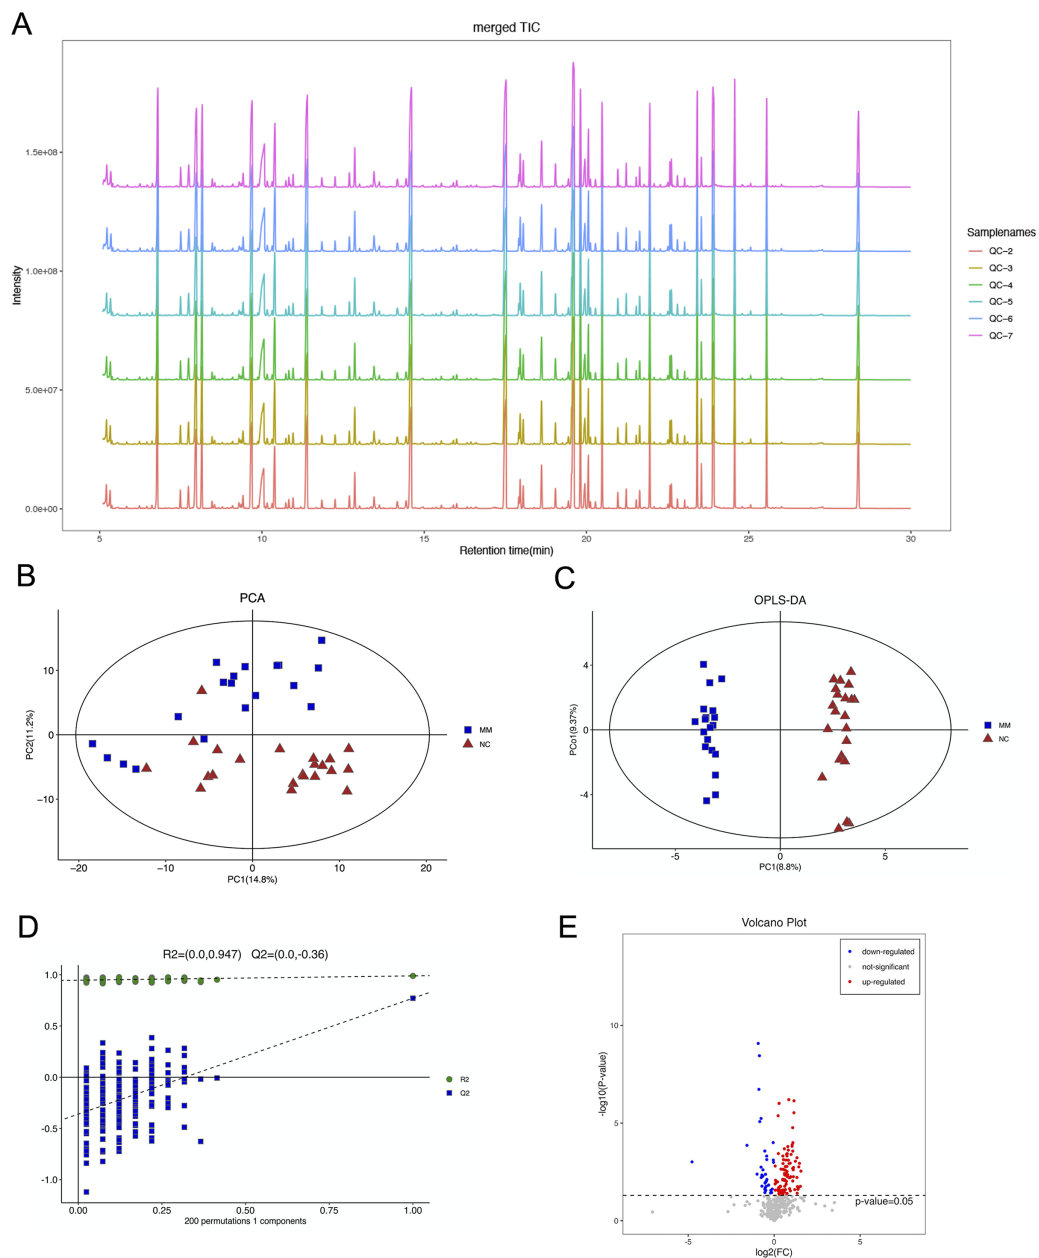 A
merged TIC
1.5e+08
1.0e+08
5.0e+07
0.0e+00
Intensity
5
10
15
20
25
30
Retention time(min)
Samplenames
QC-2
QC-3
QC-4
QC-5
QC-6
QC-7
B
PCA
10
0
-10
PC2(11.2%)
-20
-10
0
10
20
PC1(14.8%)
MM
NC
C
OPLS-DA
4
0
-4
PCo1(9.37%)
-5
0
5
PC1(8.8%)
MM
NC
D
R2=(0.0,0.947) Q2=(0.0,-0.36)
1.0
0.5
0.0
-0.5
-1.0
0.00
0.25
0.50
0.75
1.00
200 permutations 1 components
R2
Q2
E
Volcano Plot
down-regulated
not-significant
up-regulated
10
5
0
-log10(P-value)
p-value=0.05
-5
0
5
log2(FC)